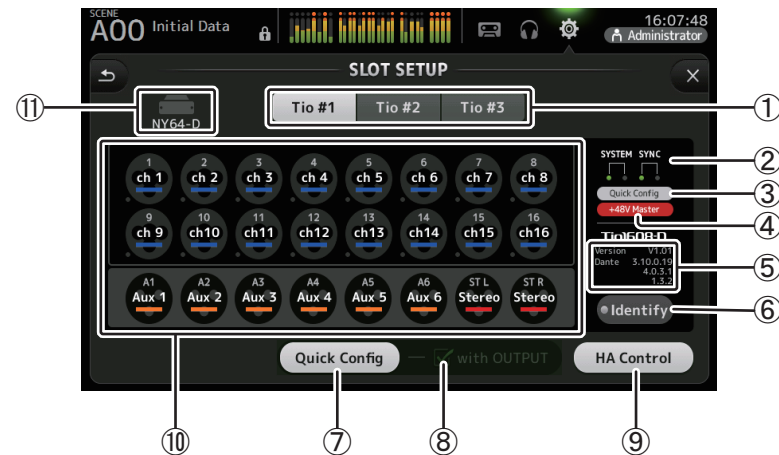 SCENE
A00 Initial Data
16:07:48
Administrator
SLOT SETUP
⑪
NY64-D
Tio #1 Tio #2 Tio #3
①
1 2 3 4 5 6 7 8
ch 1 ch 2 ch 3 ch 4 ch 5 ch 6 ch 7 ch 8
9 10 11 12 13 14 15 16
ch 9 ch10 ch11 ch12 ch13 ch14 ch15 ch16
A1 A2 A3 A4 A5 A6 ST L ST R
Aux 1 Aux 2 Aux 3 Aux 4 Aux 5 Aux 6 Stereo Stereo
SYSTEM SYNC
②
Quick Config
③
+48V Master
④
Tio1608-D
Version V1.01
Dante 3.10.0.19
4.0.3.1
1.3.2
⑤
Identify
⑥
Quick Config
with OUTPUT
HA Control
⑩ ⑦ ⑧ ⑨